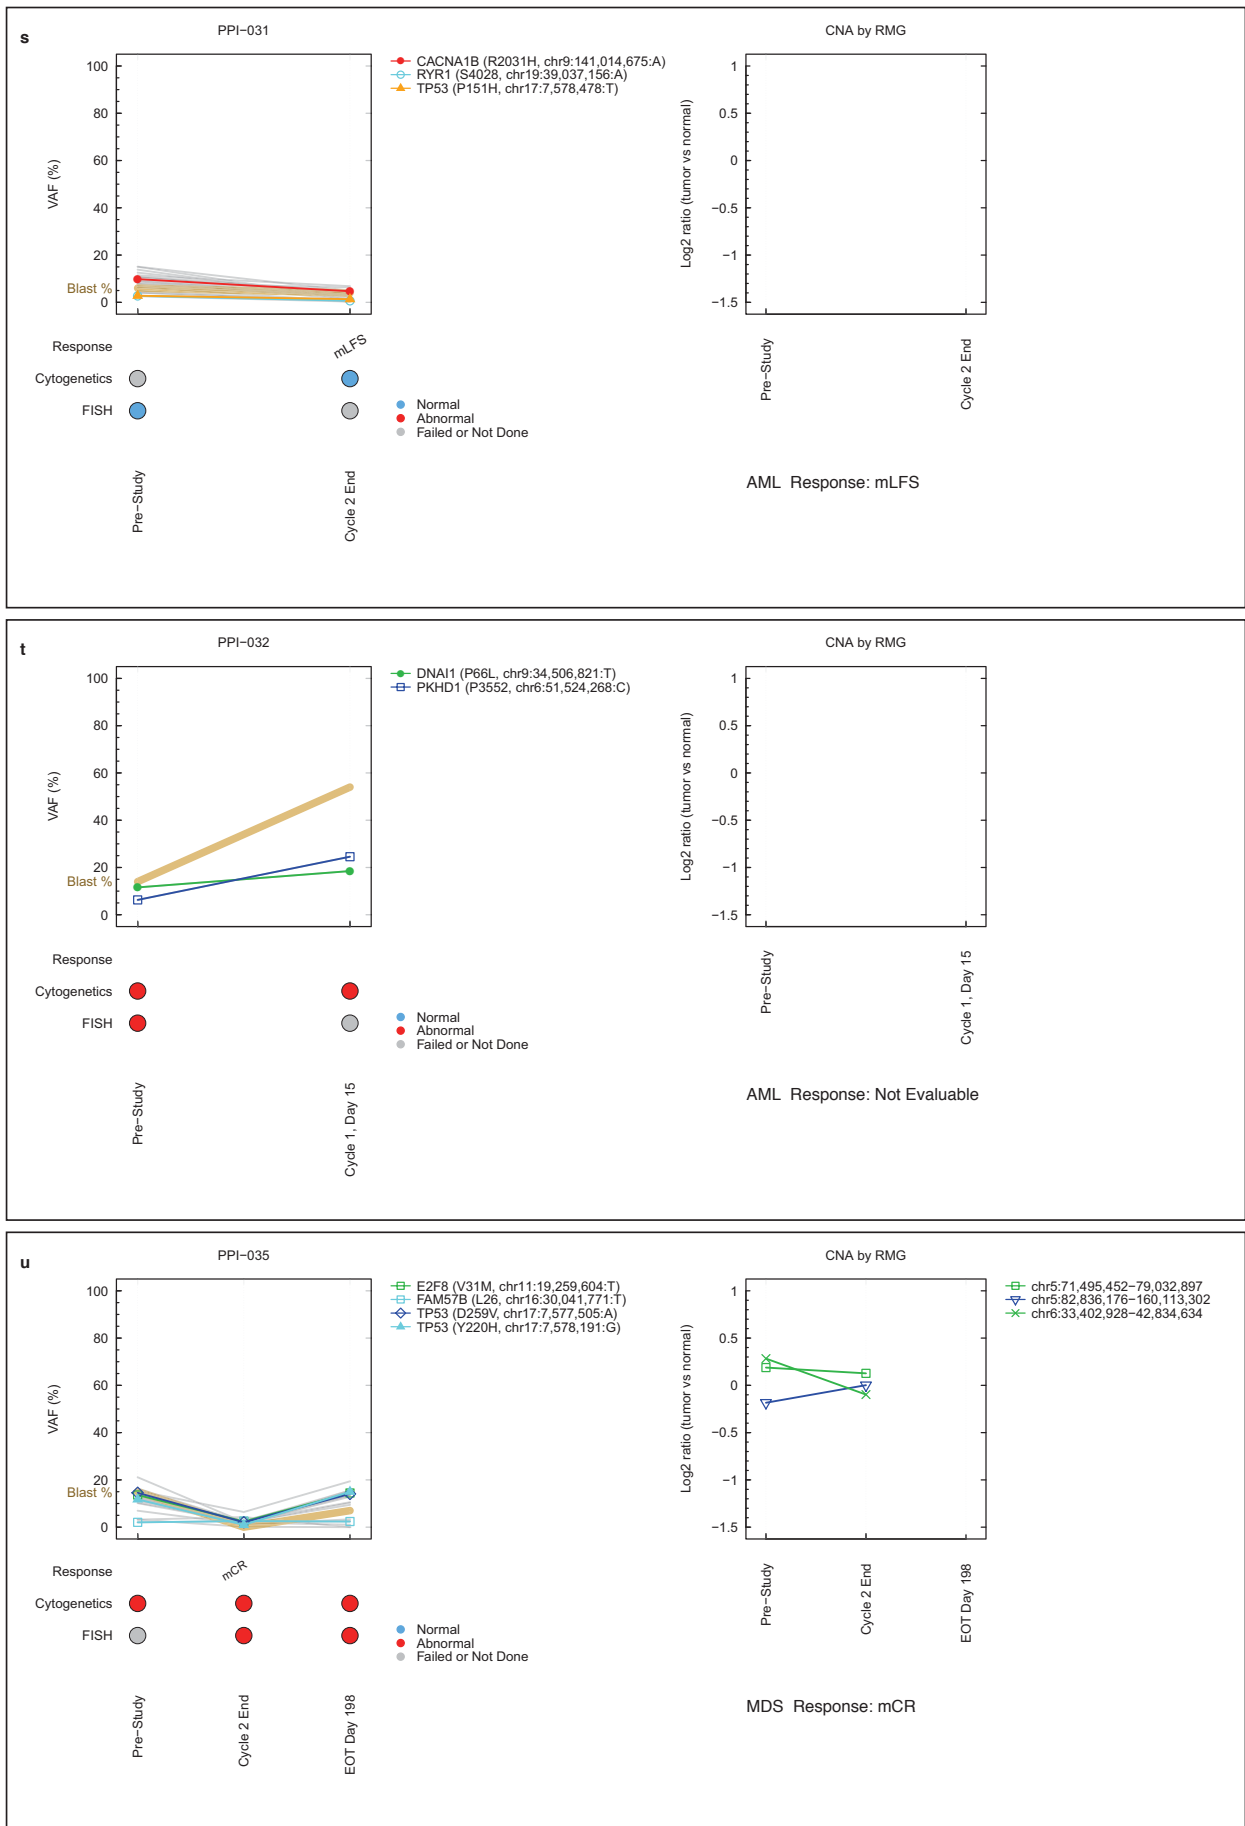 s
PPI−031
CNA by RMG
CACNA1B (R2031H, chr9:141,014,675:A)
RYR1 (S4028, chr19:39,037,156:A)
TP53 (P151H, chr17:7,578,478:T)
VAF (%)
100
80
60
40
20
0
Blast %
Log2 ratio (tumor vs normal)
1
0.5
0
−0.5
−1
−1.5
Response
mLFS
Cytogenetics
FISH
Normal
Abnormal
Failed or Not Done
Pre−Study
Cycle 2 End
Pre−Study
Cycle 2 End
AML Response: mLFS
t
PPI−032
CNA by RMG
DNAI1 (P66L, chr9:34,506,821:T)
PKHD1 (P3552, chr6:51,524,268:C)
VAF (%)
100
80
60
40
20
0
Blast %
Log2 ratio (tumor vs normal)
1
0.5
0
−0.5
−1
−1.5
Response
Cytogenetics
FISH
Normal
Abnormal
Failed or Not Done
Pre−Study
Cycle 1, Day 15
Pre−Study
Cycle 1, Day 15
AML Response: Not Evaluable
u
PPI−035
CNA by RMG
E2F8 (V31M, chr11:19,259,604:T)
FAM57B (L26, chr16:30,041,771:T)
TP53 (D259V, chr17:7,577,505:A)
TP53 (Y220H, chr17:7,578,191:G)
chr5:71,495,452−79,032,897
chr5:82,836,176−160,113,302
chr6:33,402,928−42,834,634
VAF (%)
100
80
60
40
20
0
Blast %
Log2 ratio (tumor vs normal)
1
0.5
0
−0.5
−1
−1.5
Response
mCR
Cytogenetics
FISH
Normal
Abnormal
Failed or Not Done
Pre−Study
Cycle 2 End
EOT Day 198
Pre−Study
Cycle 2 End
EOT Day 198
MDS Response: mCR